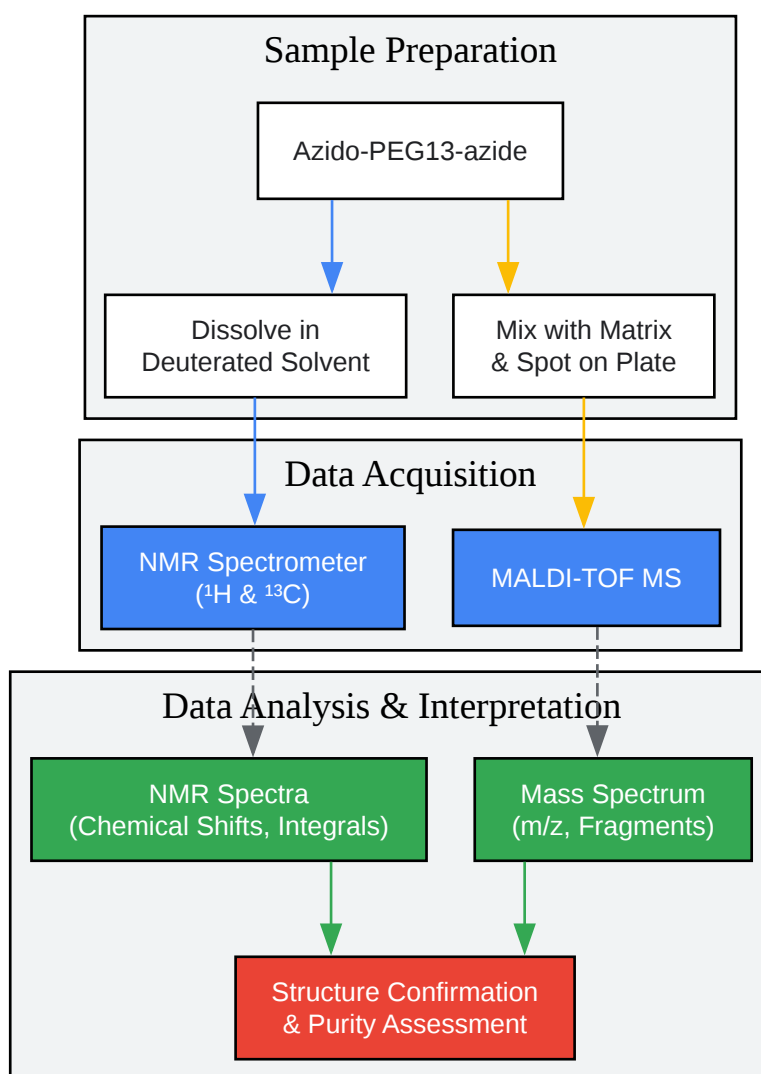 Sample Preparation
Azido-PEG13-azide
Dissolve in
Deuterated Solvent
Mix with Matrix
& Spot on Plate
Data Acquisition
NMR Spectrometer
(¹H & ¹³C)
MALDI-TOF MS
Data Analysis & Interpretation
NMR Spectra
(Chemical Shifts, Integrals)
Mass Spectrum
(m/z, Fragments)
Structure Confirmation
& Purity Assessment